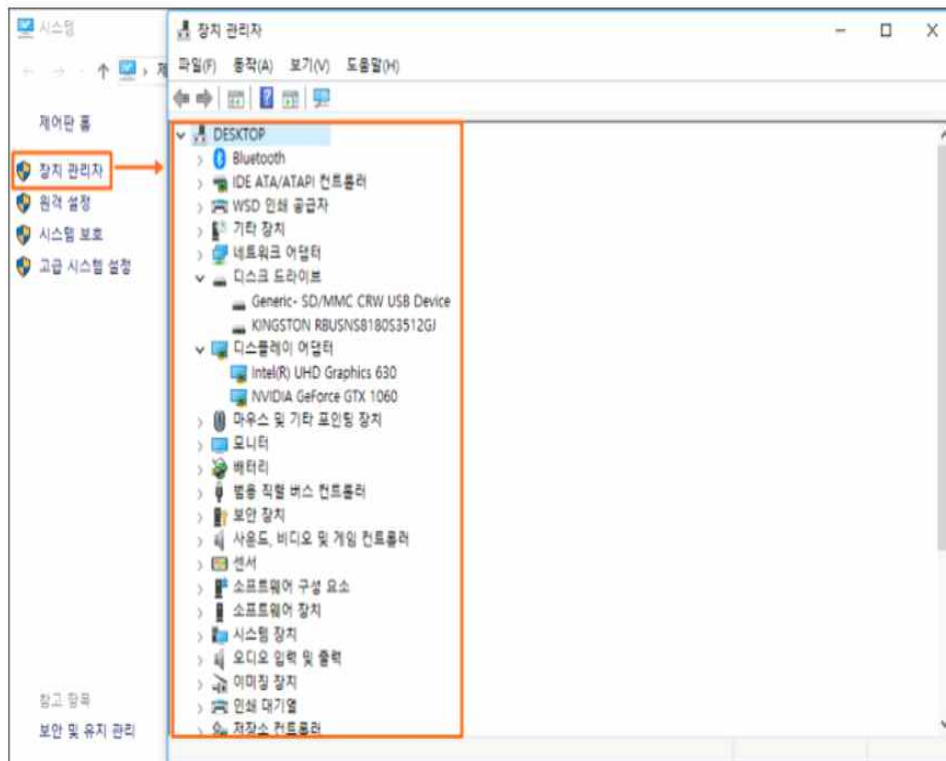 시스템
제
제어판 홈
장치 관리자
원격 설정
시스템 보호
고급 시스템 설정
참고 항목
보안 및 유지 관리
장치 관리자
파일(F) 동작(A) 보기(V) 도움말(H)
DESKTOP
Bluetooth
IDE ATA/ATAPI 컨트롤러
WSD 인쇄 공급자
기타 장치
네트워크 어댑터
디스크 드라이브
Generic- SD/MMC CRW USB Device
KINGSTON RBUSNS8180S3512GJ
디스플레이 어댑터
Intel(R) UHD Graphics 630
NVIDIA GeForce GTX 1060
마우스 및 기타 포인팅 장치
모니터
배터리
범용 직렬 버스 컨트롤러
보안 장치
사운드, 비디오 및 게임 컨트롤러
센서
소프트웨어 구성 요소
소프트웨어 장치
시스템 장치
오디오 입력 및 출력
이미징 장치
인쇄 대기열
저장소 컨트롤러